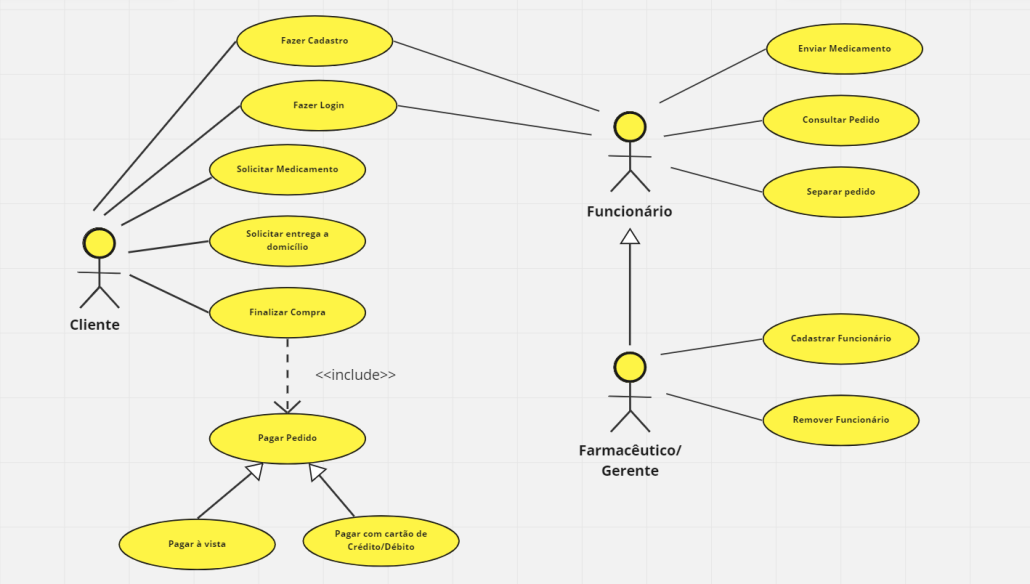 Fazer Cadastro
Fazer Login
Solicitar Medicamento
Solicitar entrega a
domicílio
Finalizar Compra
Cliente
<<include>>
Pagar Pedido
Pagar à vista
Pagar com cartão de
Crédito/Débito
Enviar Medicamento
Consultar Pedido
Separar pedido
Funcionário
Cadastrar Funcionário
Remover Funcionário
Farmacêutico/
Gerente